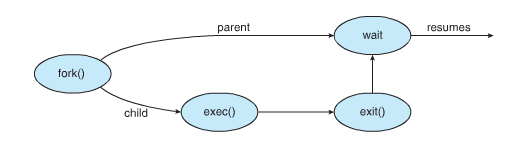 parent
wait
resumes
fork()
child
exec()
exit()